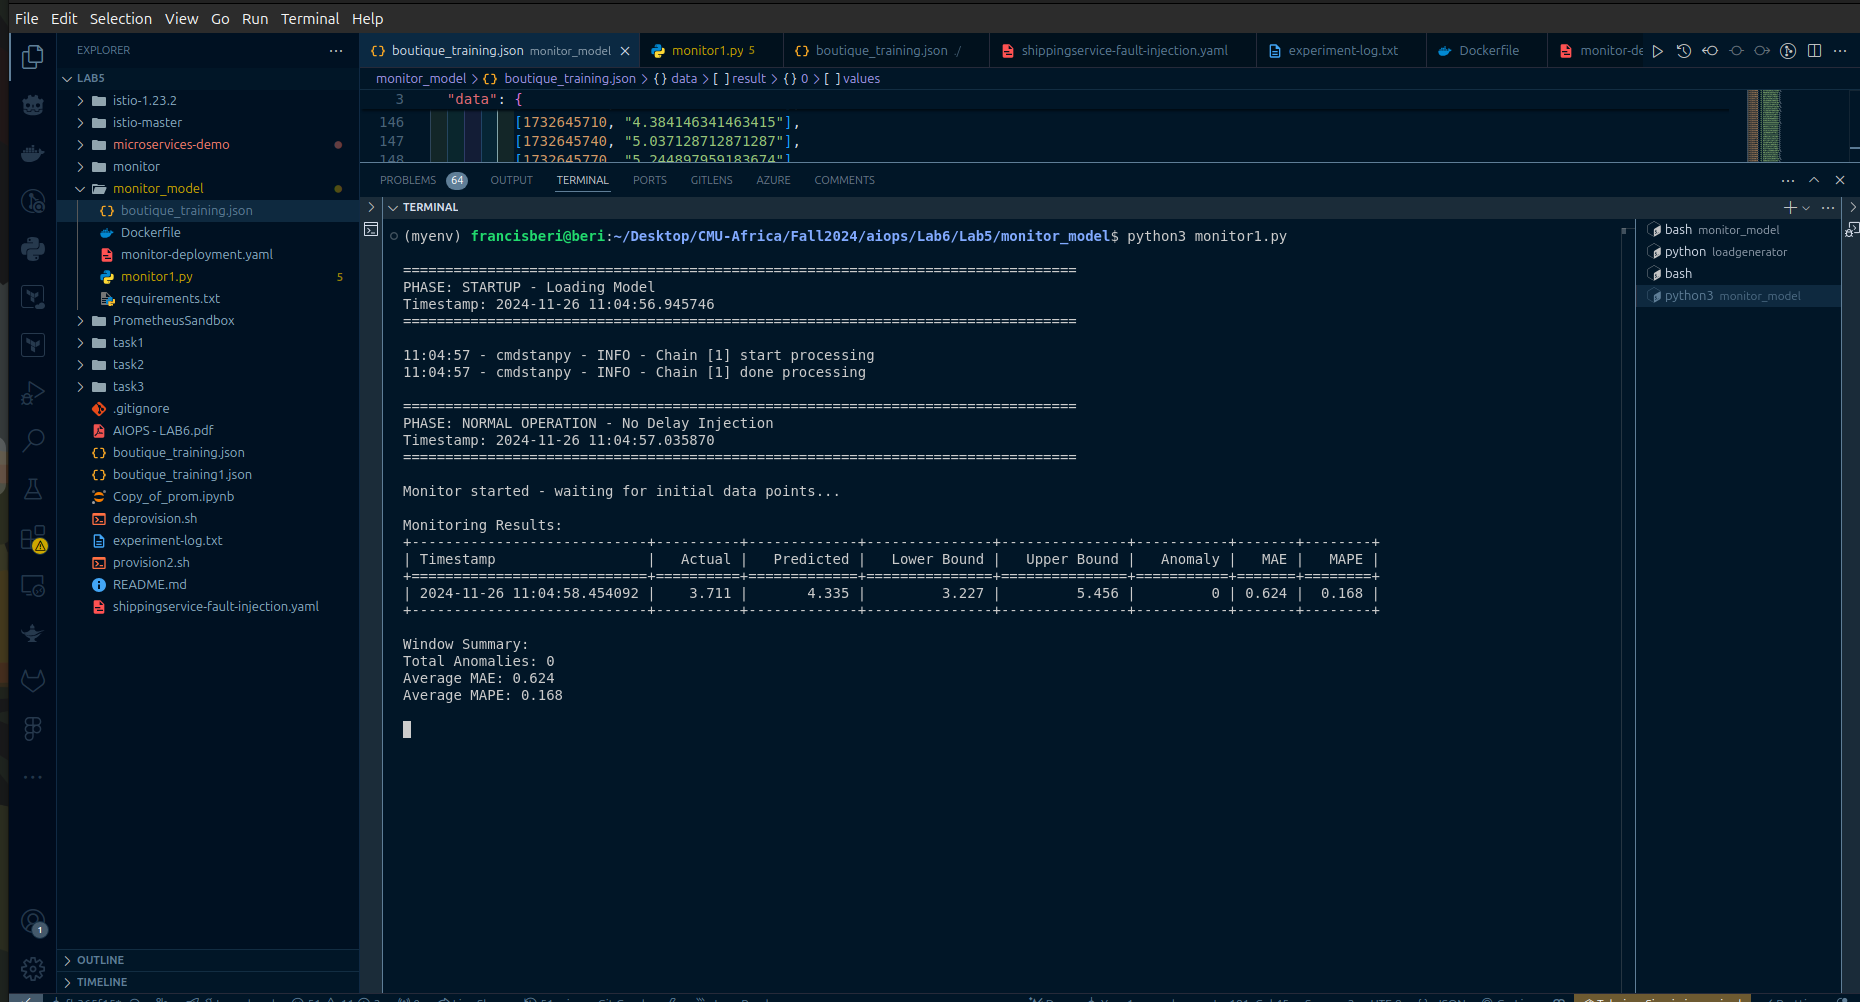 File Edit Selection View Go Run Terminal Help
EXPLORER
LAB5
istio-1.23.2
istio-master
microservices-demo
monitor
monitor_model
boutique_training.json
Dockerfile
monitor-deployment.yaml
monitor1.py 5
requirements.txt
PrometheusSandbox
task1
task2
task3
.gitignore
AIOPS - LAB6.pdf
boutique_training.json
boutique_training1.json
Copy_of_prom.ipynb
deprovision.sh
experiment-log.txt
provision2.sh
README.md
shippingservice-fault-injection.yaml
OUTLINE
TIMELINE
1
boutique_training.json monitor_model
monitor1.py 5
boutique_training.json ./
shippingservice-fault-injection.yaml
experiment-log.txt
Dockerfile
monitor-de
monitor_model > {} boutique_training.json > {} data > [ ] result > {} 0 > [ ] values
3 "data": {
146 [1732645710, "4.384146341463415"],
147 [1732645740, "5.037128712871287"],
148 [1732645770, "5.244897959183674"]
PROBLEMS 64 OUTPUT TERMINAL PORTS GITLENS AZURE COMMENTS
TERMINAL
(myenv) francisberi@beri:~/Desktop/CMU-Africa/Fall2024/aiops/Lab6/Lab5/monitor_model$ python3 monitor1.py
================================================================================
PHASE: STARTUP - Loading Model
Timestamp: 2024-11-26 11:04:56.945746
================================================================================
11:04:57 - cmdstanpy - INFO - Chain [1] start processing
11:04:57 - cmdstanpy - INFO - Chain [1] done processing
================================================================================
PHASE: NORMAL OPERATION - No Delay Injection
Timestamp: 2024-11-26 11:04:57.035870
================================================================================
Monitor started - waiting for initial data points...
Monitoring Results:
+----------------------------+----------+-------------+---------------+---------------+-----------+-------+--------+
| Timestamp | Actual | Predicted | Lower Bound | Upper Bound | Anomaly | MAE | MAPE |
+============================+==========+=============+===============+===============+===========+=======+========+
| 2024-11-26 11:04:58.454092 | 3.711 | 4.335 | 3.227 | 5.456 | 0 | 0.624 | 0.168 |
+----------------------------+----------+-------------+---------------+---------------+-----------+-------+--------+
Window Summary:
Total Anomalies: 0
Average MAE: 0.624
Average MAPE: 0.168
bash monitor_model
python loadgenerator
bash
python3 monitor_model